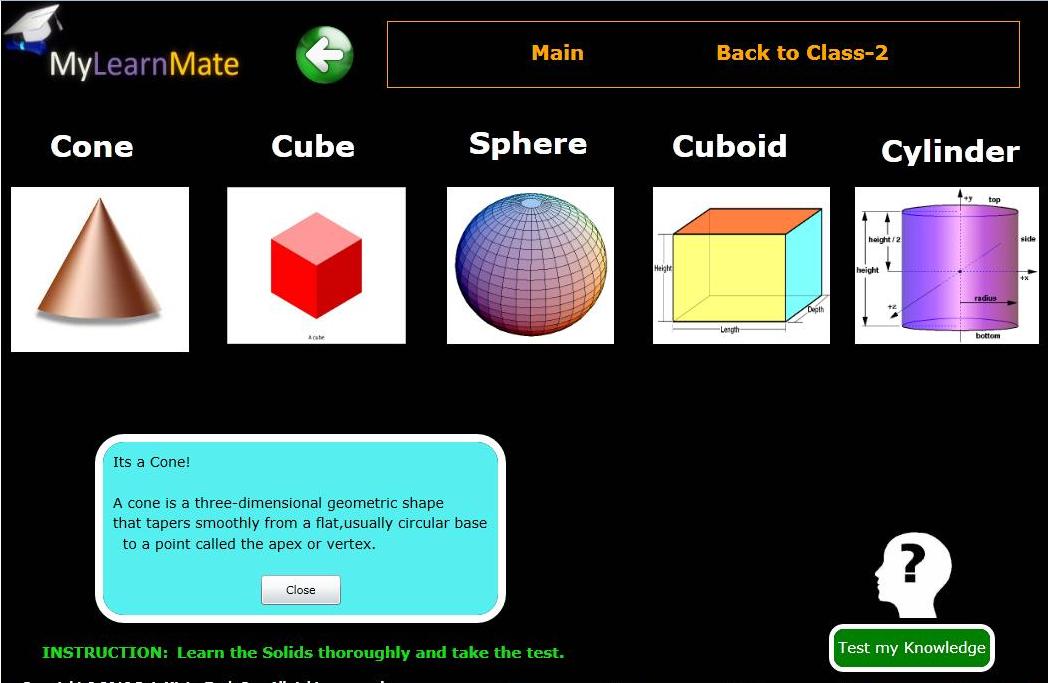 MyLearnMate
Main Back to Class-2
Cone Cube Sphere Cuboid Cylinder
A cube
Height
Length
Depth
+y top
height / 2
side
height
+x
+z
radius
bottom
Its a Cone!
A cone is a three-dimensional geometric shape
that tapers smoothly from a flat,usually circular base
to a point called the apex or vertex.
Close
?
Test my Knowledge
INSTRUCTION: Learn the Solids thoroughly and take the test.